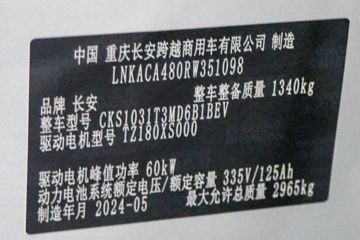 中国 重庆长安跨越商用车有限公司 制造
LNKACA480RW351098
品牌 长安 整车整备质量 1340kg
整车型号 CKS1031T3MD6B1BEV
驱动电机型号 TZ180XS000
驱动电机峰值功率 60kW
动力电池系统额定电压/额定容量 335V/125Ah
制造年月 2024-05 最大允许总质量 2965kg